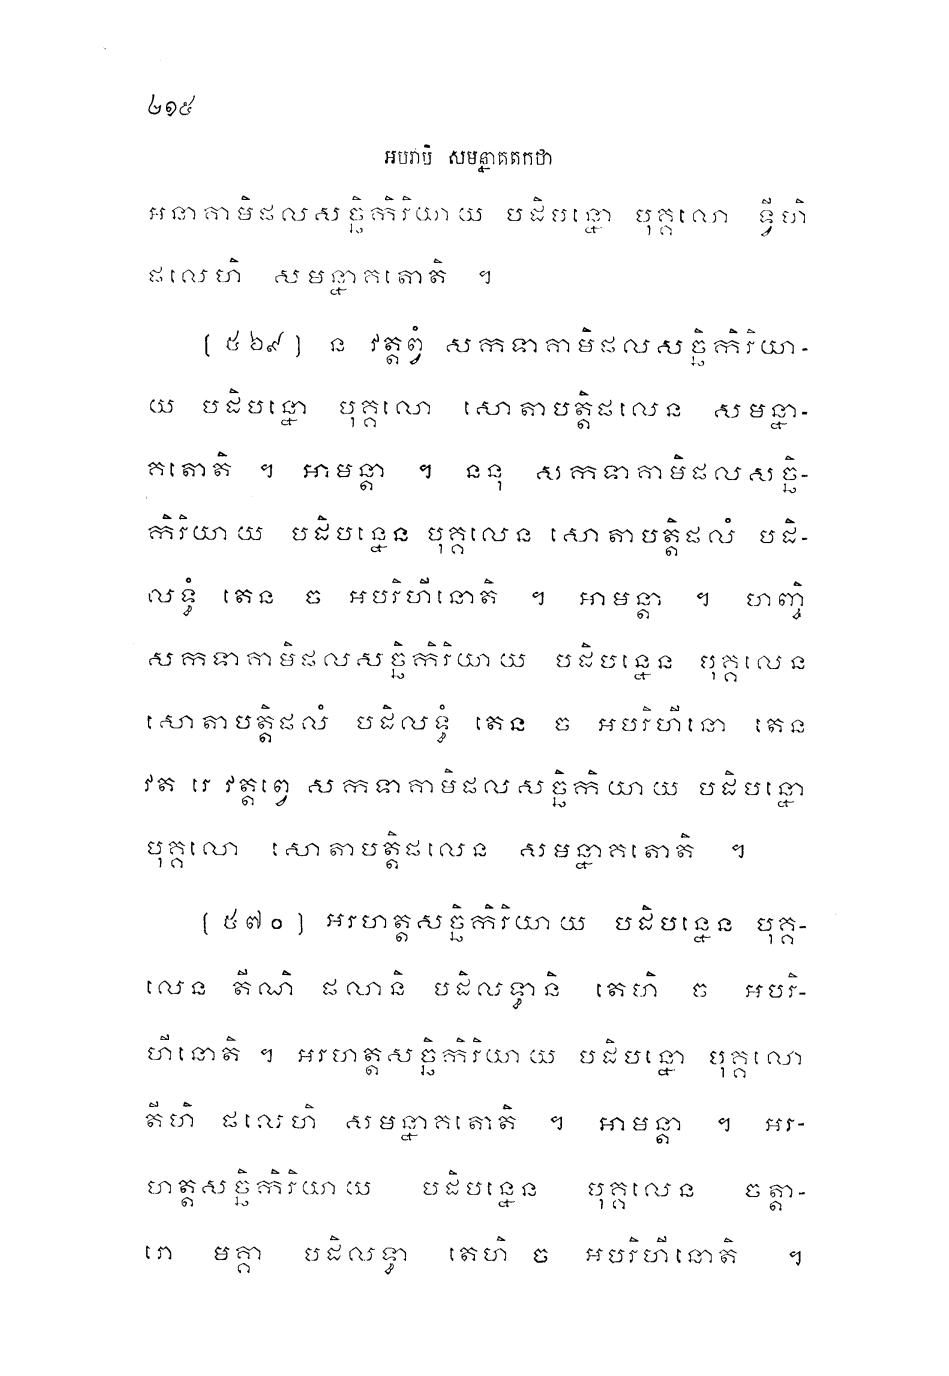 ២១៥
អបរាបិ សមន្នាគតកថា
អនាគាមិផលសច្ឆិកិរិយាយ បដិបន្នោ បុគ្គលោ ទ្វីហិ
ផលេហិ សមន្នាគតោតិ ។
(៥៦៩) ន វត្តព្វំ សកទាគាមិផលសច្ឆិកិរិយា-
យ បដិបន្នោ បុគ្គលោ សោតាបត្តិផលេន សមន្នា-
គតោតិ ។ អាមន្តា ។ ននុ សកទាគាមិផលសច្ឆិ-
កិរិយាយ បដិបន្នេន បុគ្គលេន សោតាបត្តិផលំ បដិ-
លទ្ធំ តេន ច អបរិហីនោតិ ។ អាមន្តា ។ ហញ្ចិ
សកទាគាមិផលសច្ឆិកិរិយាយ បដិបន្នេន បុគ្គលេន
សោតាបត្តិផលំ បដិលទ្ធំ តេន ច អបរិហីនោ តេន
វត រេ វត្តព្វេ សកទាគាមិផលសច្ឆិកិយាយ បដិបន្នោ
បុគ្គលោ សោតាបត្តិផលេន សមន្នាគតោតិ ។
(៥៧០) អរហត្តសច្ឆិកិរិយាយ បដិបន្នេន បុគ្គ-
លេន តីណិ ផលានិ បដិលទ្ធានិ តេហិ ច អបរិ-
ហីនោតិ ។ អរហត្តសច្ឆិកិរិយាយ បដិបន្នោ បុគ្គលោ
តីហិ ផលេហិ សមន្នាគតោតិ ។ អាមន្តា ។ អរ-
ហត្តសច្ឆិកិរិយាយ បដិបន្នេន បុគ្គលេន ចត្តា-
រោ មគ្គា បដិលទ្ធា តេហិ ច អបរិហីនោតិ ។